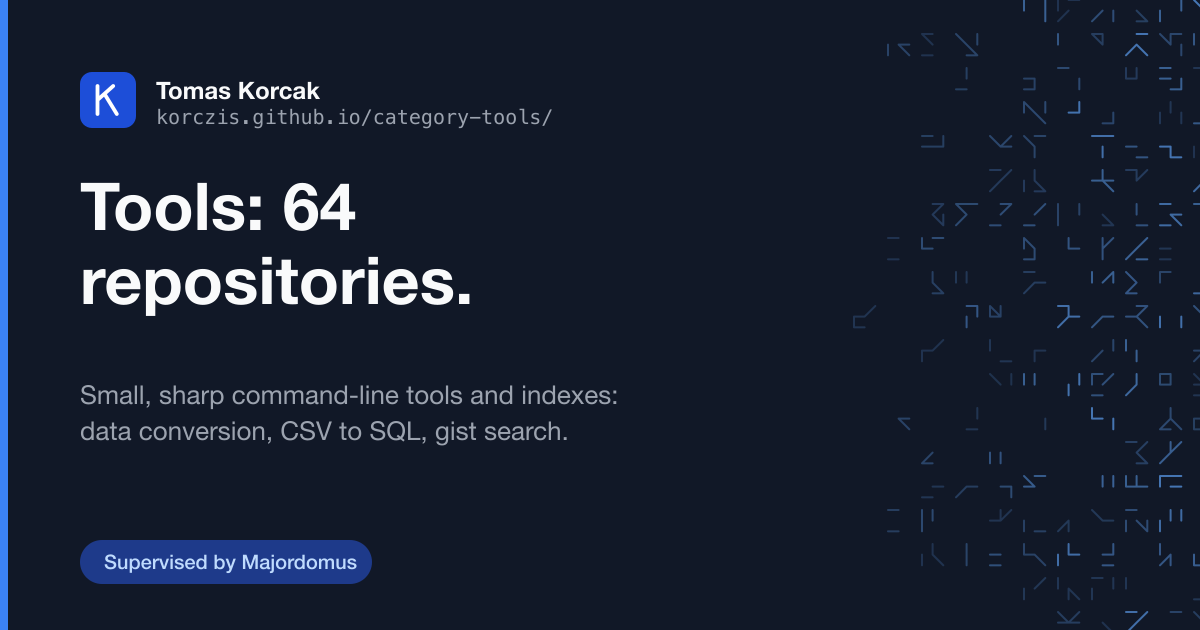 K
Tomas Korcak
korczis.github.io/category-tools/
Tools: 64
repositories.
Small, sharp command-line tools and indexes:
data conversion, CSV to SQL, gist search.
Supervised by Majordomus